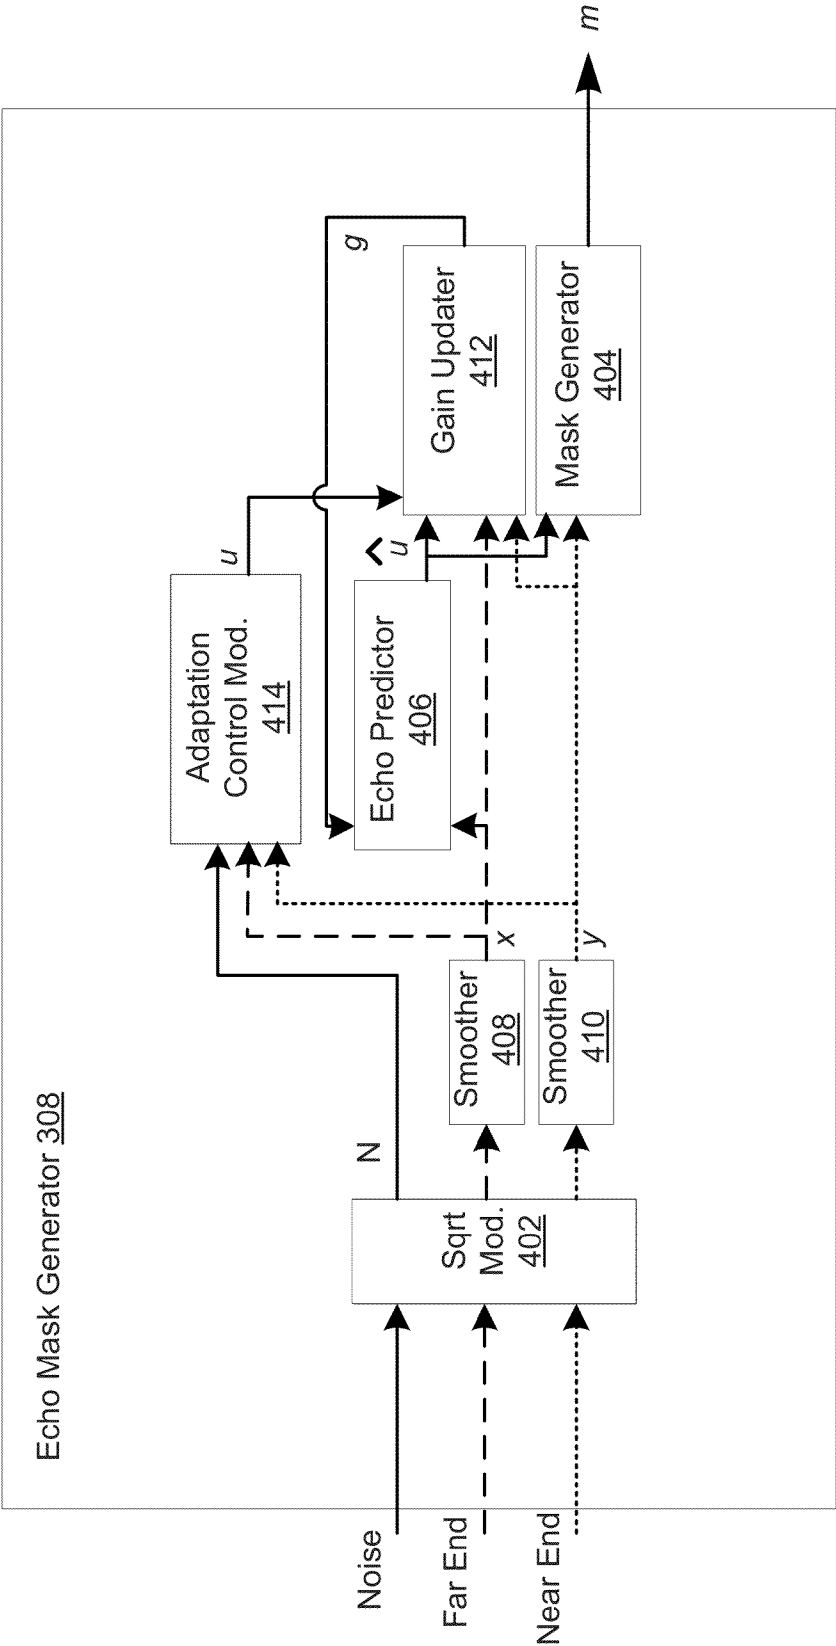 Echo Mask Generator 308
Noise
Far End
Near End
N
Sqrt
Mod.
402
Smoother
408
Smoother
410
x
y
Adaptation
Control Mod.
414
u
Echo Predictor
406
û
g
Gain Updater
412
Mask Generator
404
m